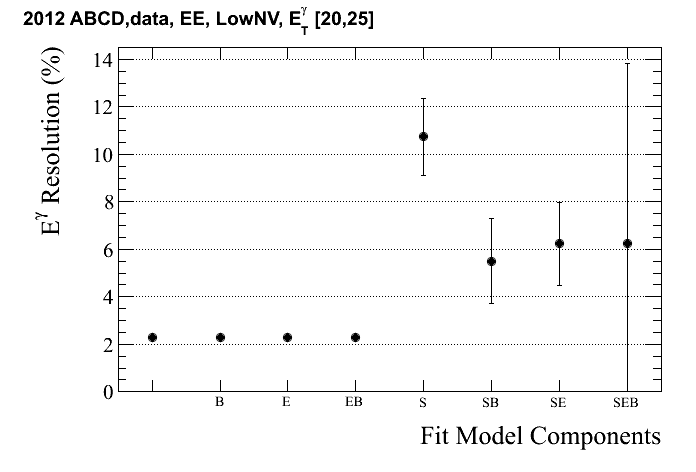 2012 ABCD,data, EE, LowNV, E_T^γ [20,25]
E^γ Resolution (%)
14
12
10
8
6
4
2
0
B E EB S SB SE SEB
Fit Model Components